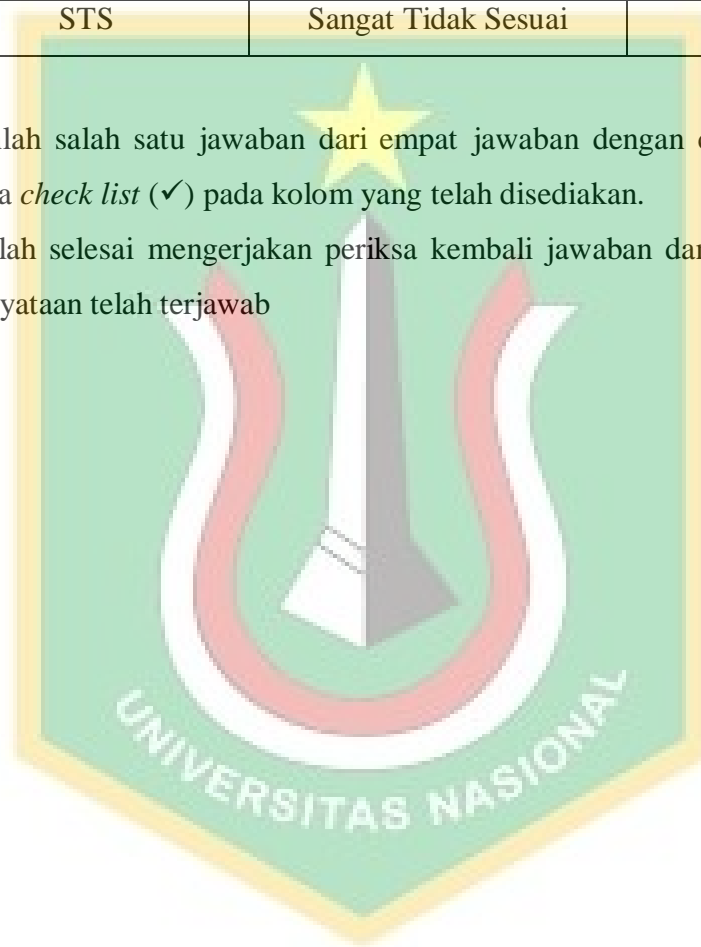 STS Sangat Tidak Sesuai
lah salah satu jawaban dari empat jawaban dengan
a check list (✓) pada kolom yang telah disediakan.
lah selesai mengerjakan periksa kembali jawaban dan
yataan telah terjawab
UNIVERSITAS NASIONAL